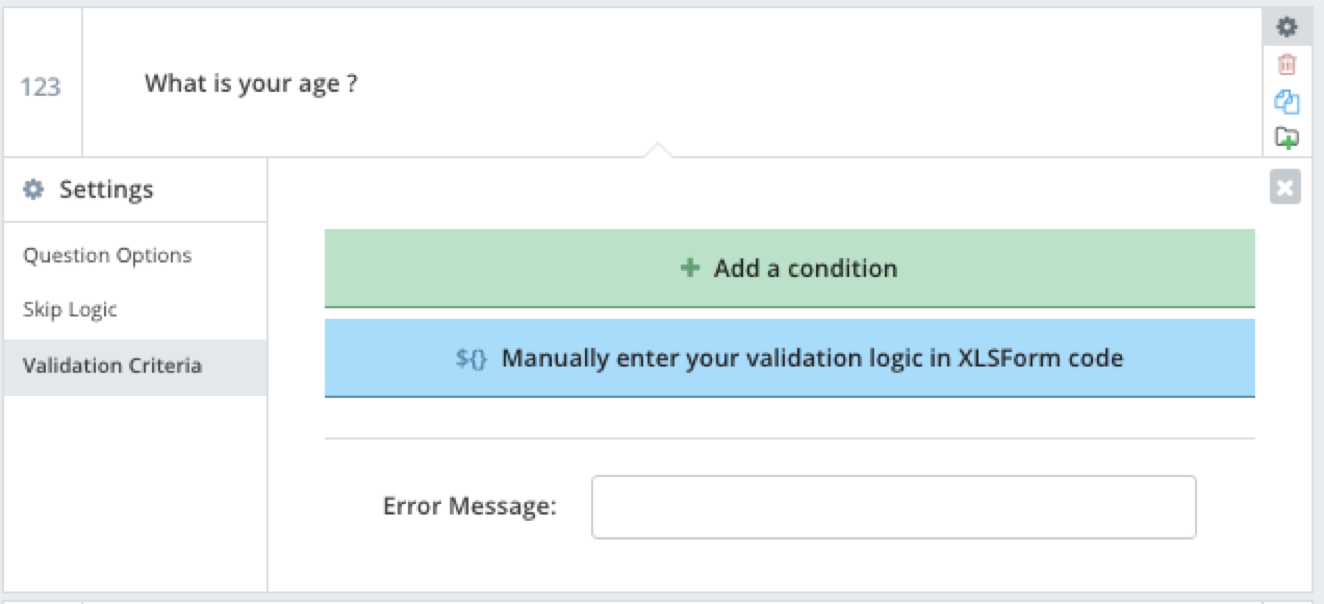 123
What is your age ?
Settings
Question Options
Skip Logic
Validation Criteria
+ Add a condition
${} Manually enter your validation logic in XLSForm code
Error Message: